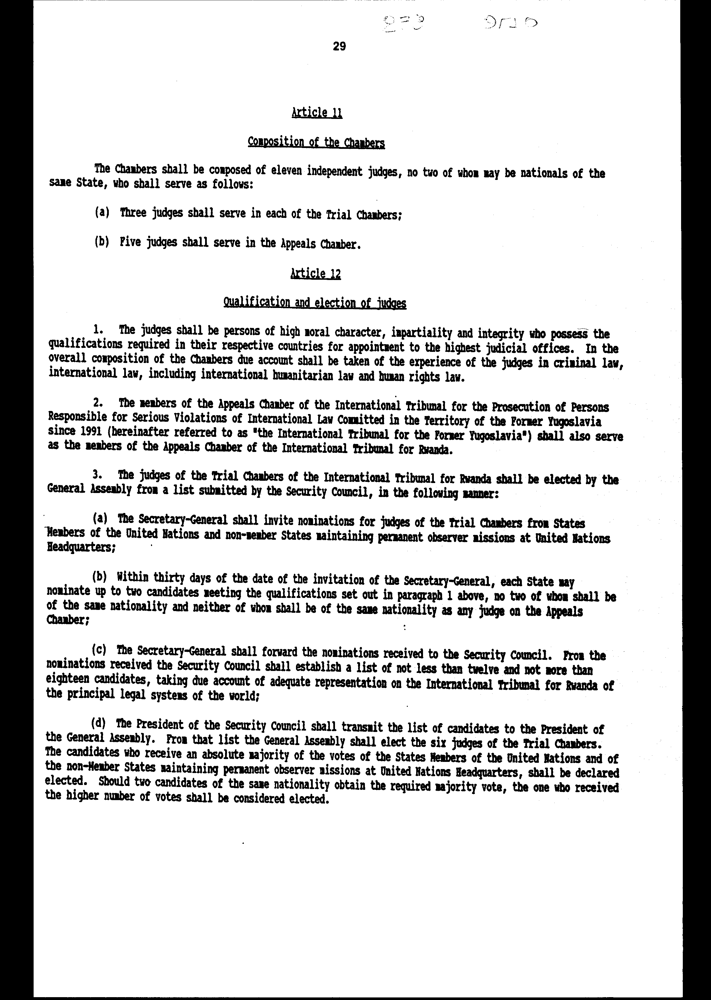 29
Article 11
Composition of the Chambers
The Chambers shall be composed of eleven independent judges, no two of whom may be nationals of the
same State, who shall serve as follows:
(a) Three judges shall serve in each of the Trial Chambers;
(b) Five judges shall serve in the Appeals Chamber.
Article 12
Qualification and election of judges
1. The judges shall be persons of high moral character, impartiality and integrity who possess the
qualifications required in their respective countries for appointment to the highest judicial offices. In the
overall composition of the Chambers due account shall be taken of the experience of the judges in criminal law,
international law, including international humanitarian law and human rights law.
2. The members of the Appeals Chamber of the International Tribunal for the Prosecution of Persons
Responsible for Serious Violations of International Law Committed in the Territory of the Former Yugoslavia
since 1991 (hereinafter referred to as "the International Tribunal for the Former Yugoslavia") shall also serve
as the members of the Appeals Chamber of the International Tribunal for Rwanda.
3. The judges of the Trial Chambers of the International Tribunal for Rwanda shall be elected by the
General Assembly from a list submitted by the Security Council, in the following manner:
(a) The Secretary-General shall invite nominations for judges of the Trial Chambers from States
Members of the United Nations and non-member States maintaining permanent observer missions at United Nations
Headquarters;
(b) Within thirty days of the date of the invitation of the Secretary-General, each State may
nominate up to two candidates meeting the qualifications set out in paragraph 1 above, no two of whom shall be
of the same nationality and neither of whom shall be of the same nationality as any judge on the Appeals
Chamber;
(c) The Secretary-General shall forward the nominations received to the Security Council. From the
nominations received the Security Council shall establish a list of not less than twelve and not more than
eighteen candidates, taking due account of adequate representation on the International Tribunal for Rwanda of
the principal legal systems of the world;
(d) The President of the Security Council shall transmit the list of candidates to the President of
the General Assembly. From that list the General Assembly shall elect the six judges of the Trial Chambers.
The candidates who receive an absolute majority of the votes of the States Members of the United Nations and of
the non-Member States maintaining permanent observer missions at United Nations Headquarters, shall be declared
elected. Should two candidates of the same nationality obtain the required majority vote, the one who received
the higher number of votes shall be considered elected.